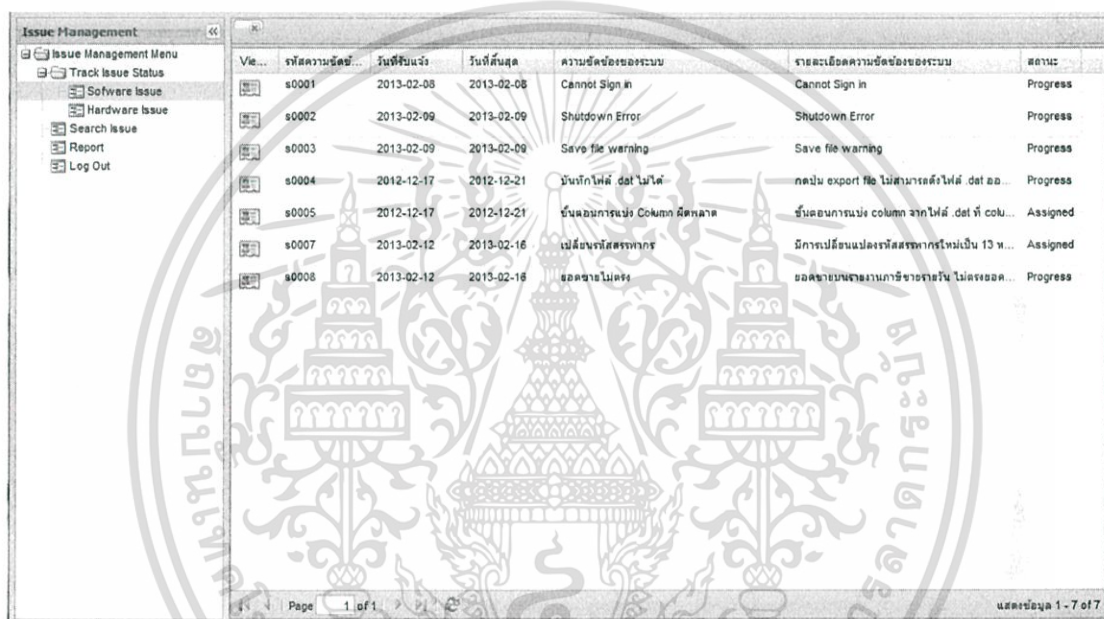 Issue Management
Issue Management Menu
Track Issue Status
Sofware Issue
Hardware Issue
Search Issue
Report
Log Out
Vie... รหัสความขัดข้... วันที่รับแจ้ง วันที่สิ้นสุด ความขัดข้องของระบบ รายละเอียดความขัดข้องของระบบ สถานะ
s0001 2013-02-08 2013-02-08 Cannot Sign in Cannot Sign in Progress
s0002 2013-02-09 2013-02-09 Shutdown Error Shutdown Error Progress
s0003 2013-02-09 2013-02-09 Save file warning Save file warning Progress
s0004 2012-12-17 2012-12-21 บันทึกไฟล์ .dat ไม่ได้ กดปุ่ม export file ไม่สามารถดึงไฟล์ .dat ออ... Progress
s0005 2012-12-17 2012-12-21 ขั้นตอนการแบ่ง Column ผิดพลาด ขั้นตอนการแบ่ง column จากไฟล์ .dat ที่ colu... Assigned
s0007 2013-02-12 2013-02-16 เปลี่ยนรหัสสรรพากร มีการเปลี่ยนแปลงรหัสสรรพากรใหม่เป็น 13 ห... Assigned
s0008 2013-02-12 2013-02-16 ยอดขายไม่ตรง ยอดขายบนรายงานภาษีขายรายวัน ไม่ตรงยอด... Progress
Page 1 of 1 แสดงข้อมูล 1 - 7 of 7